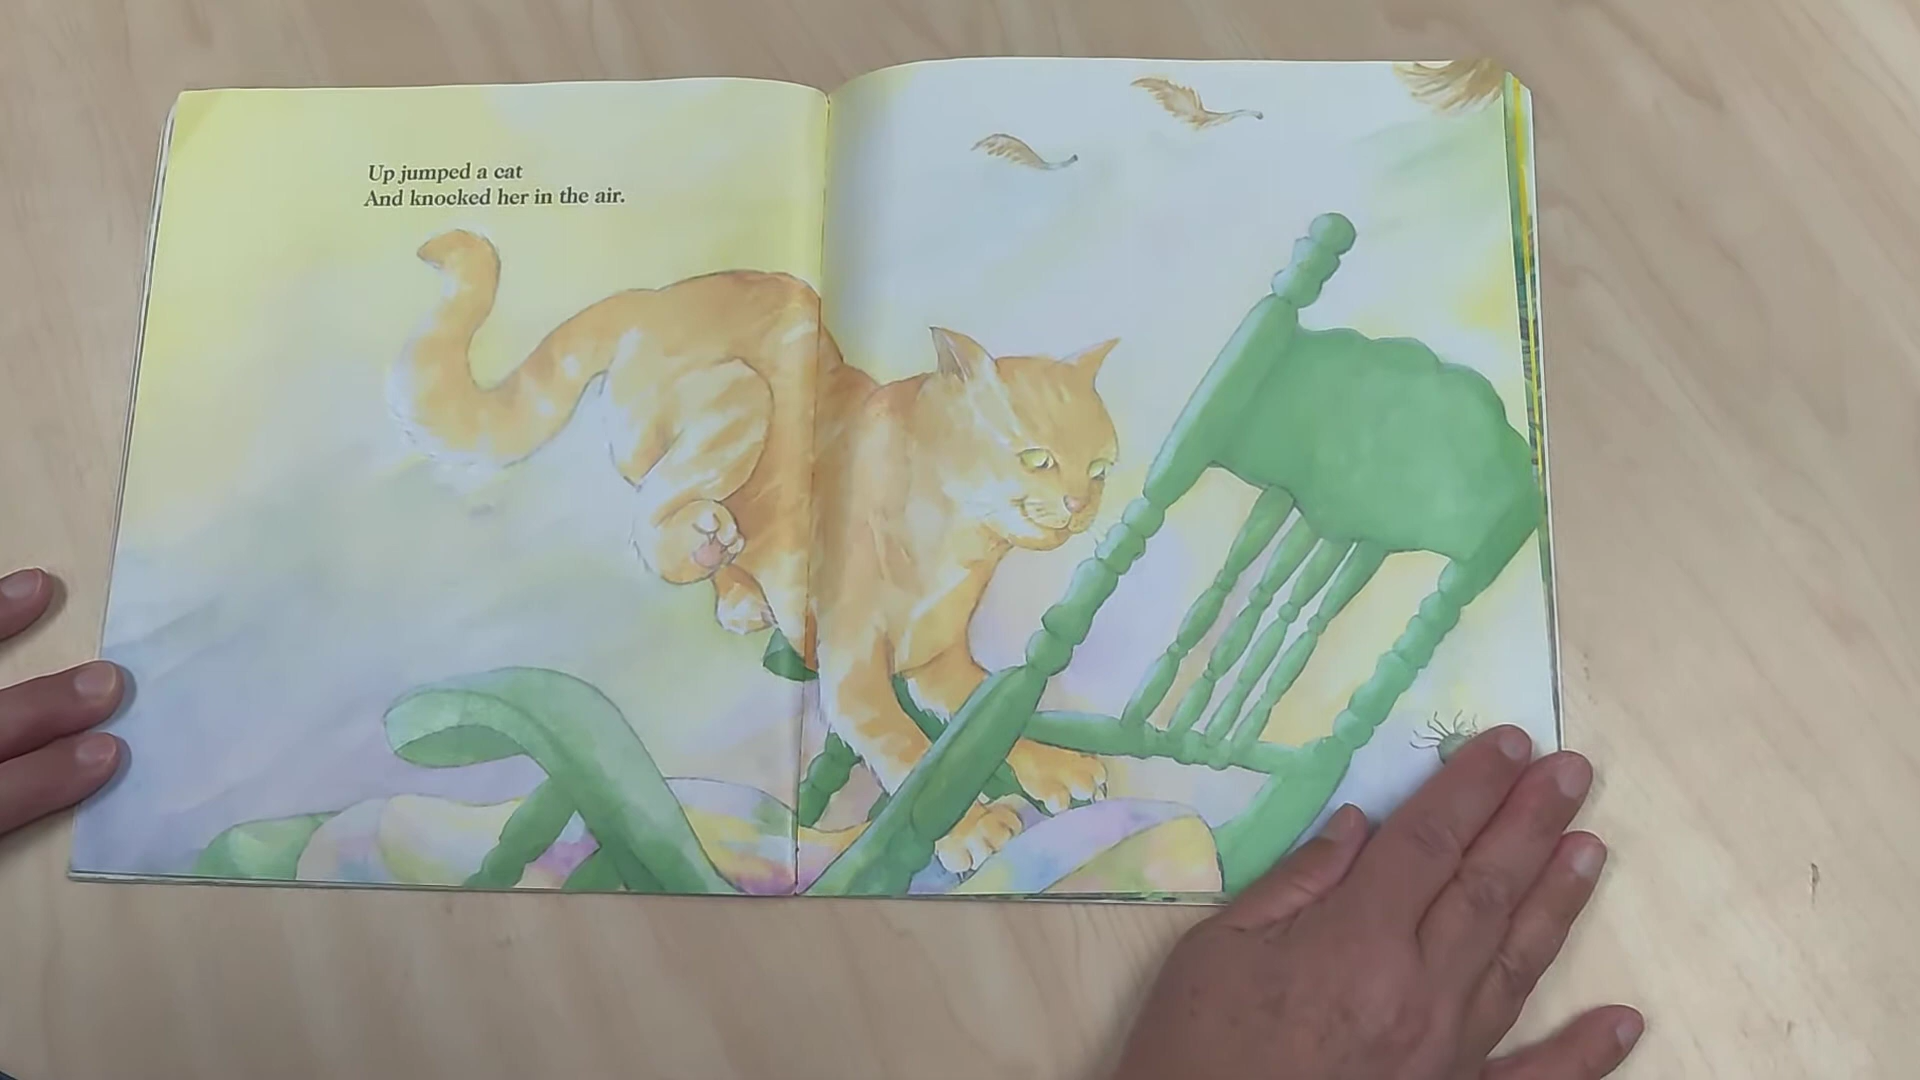 Up jumped a cat
And knocked her in the air.